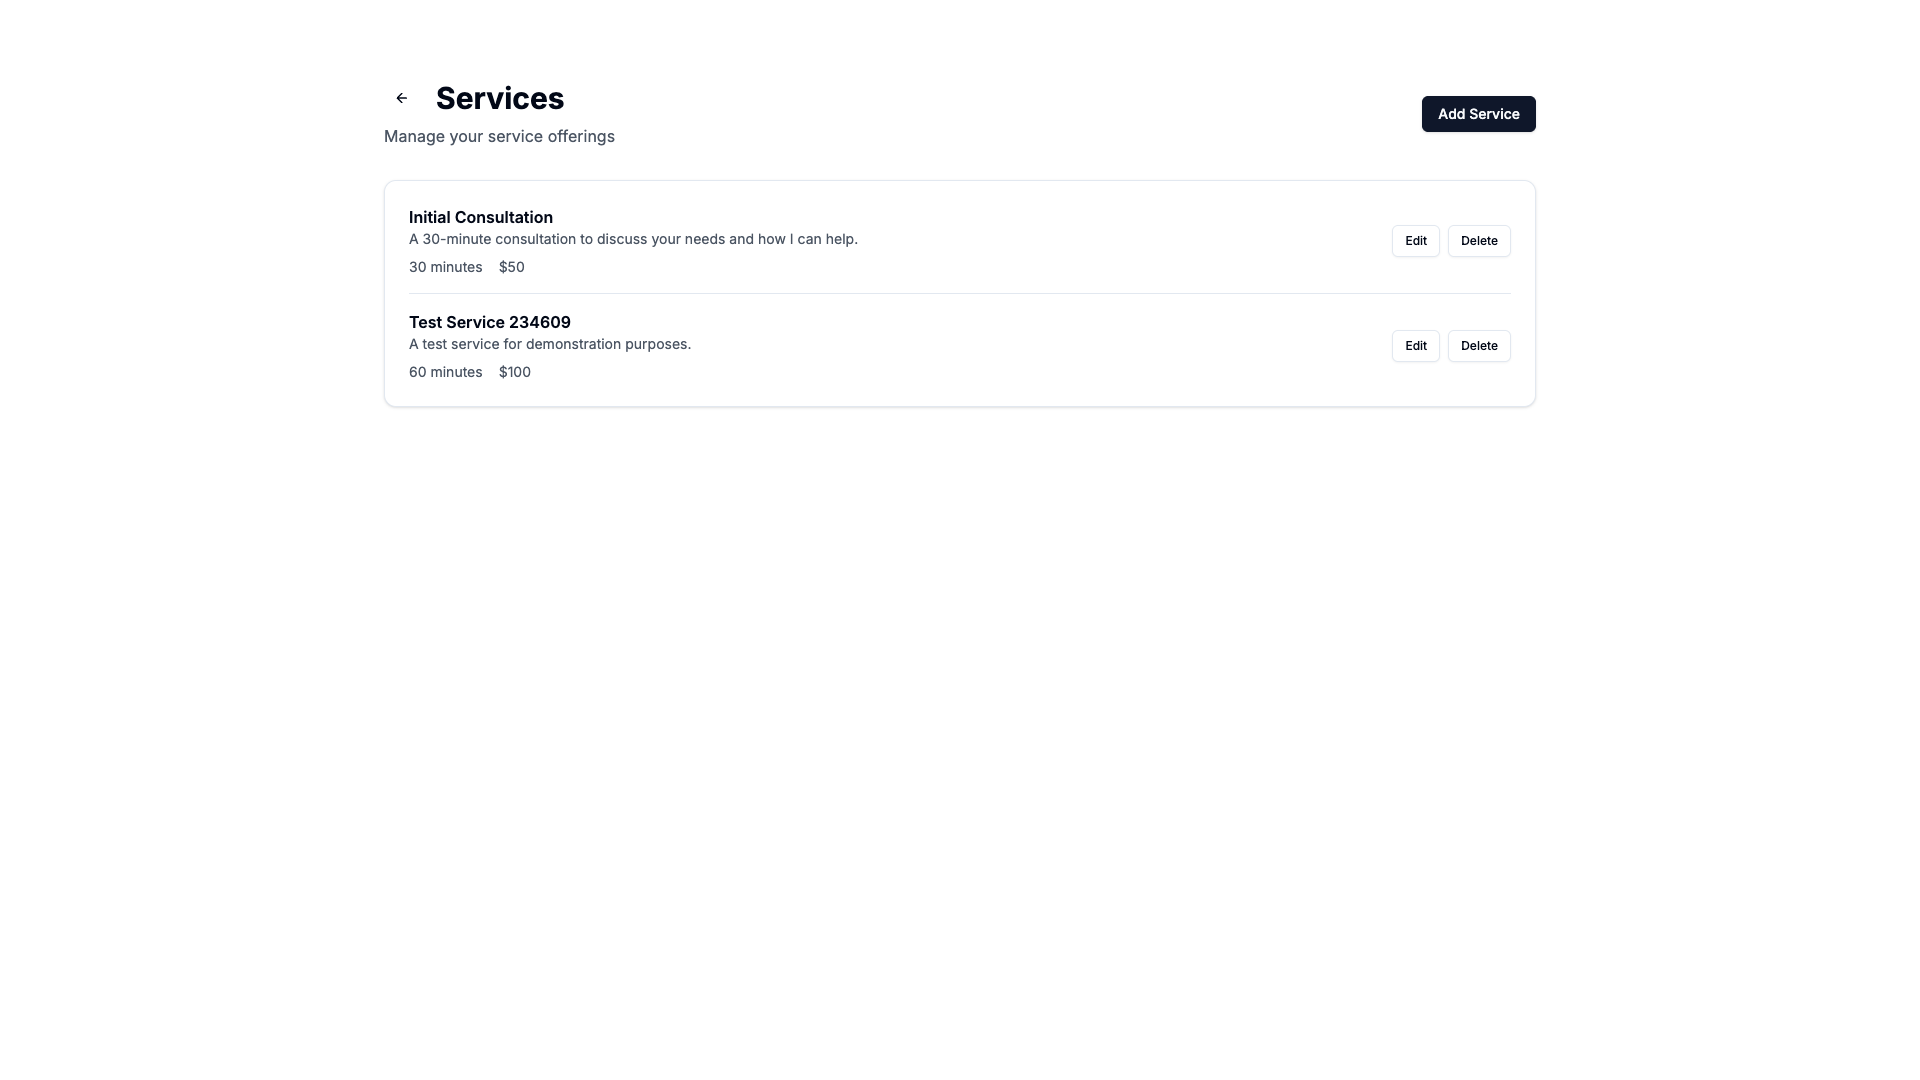 Services
Manage your service offerings
Add Service
Initial Consultation
A 30-minute consultation to discuss your needs and how I can help.
30 minutes $50
Edit Delete
Test Service 234609
A test service for demonstration purposes.
60 minutes $100
Edit Delete